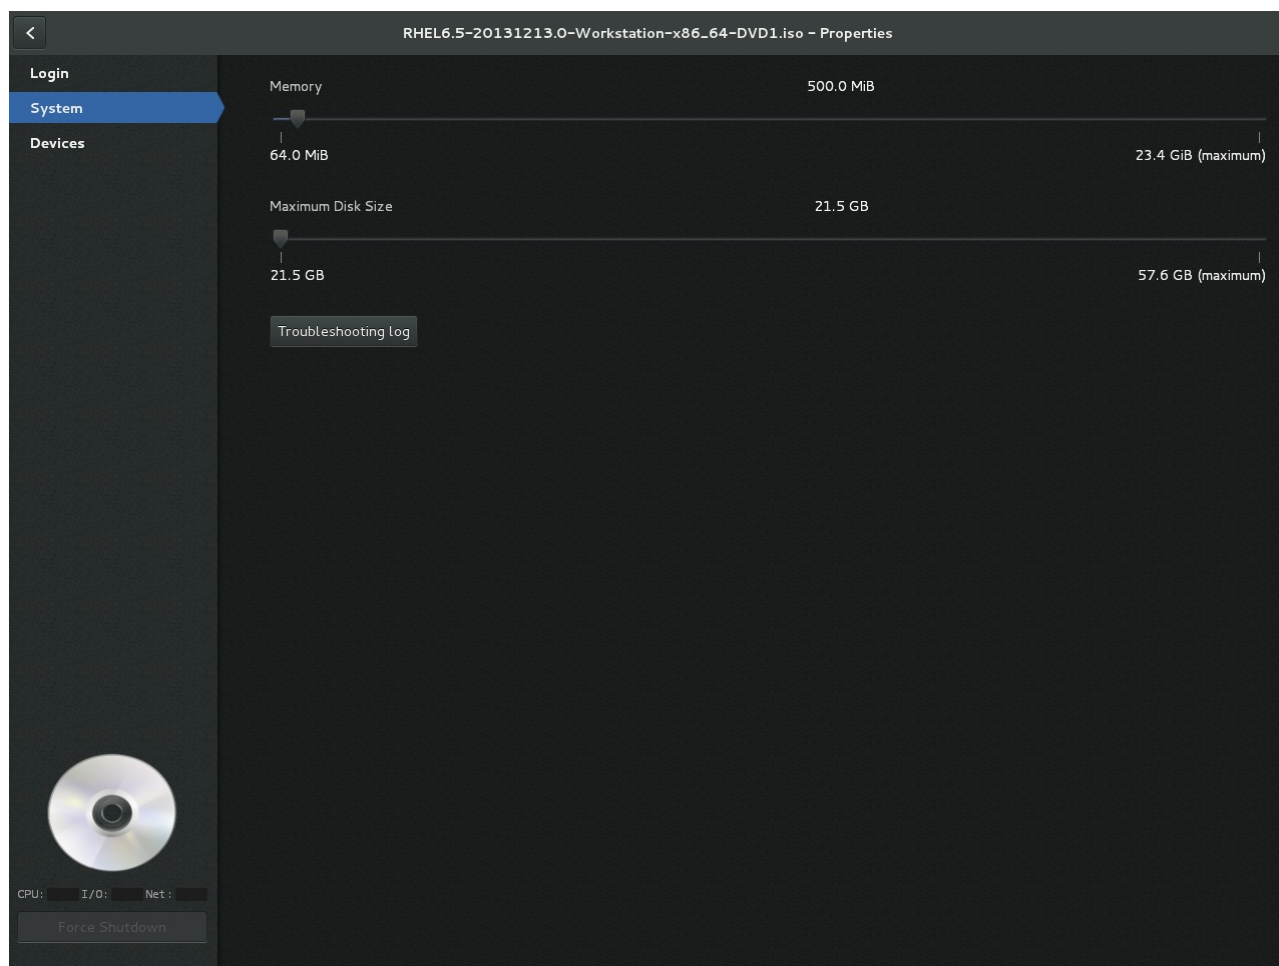 RHEL6.5-20131213.0-Workstation-x86_64-DVD1.iso - Properties
Login
System
Devices
Memory 500.0 MiB
64.0 MiB 23.4 GiB (maximum)
Maximum Disk Size 21.5 GB
21.5 GB 57.6 GB (maximum)
Troubleshooting log
CPU: I/O: Net:
Force Shutdown